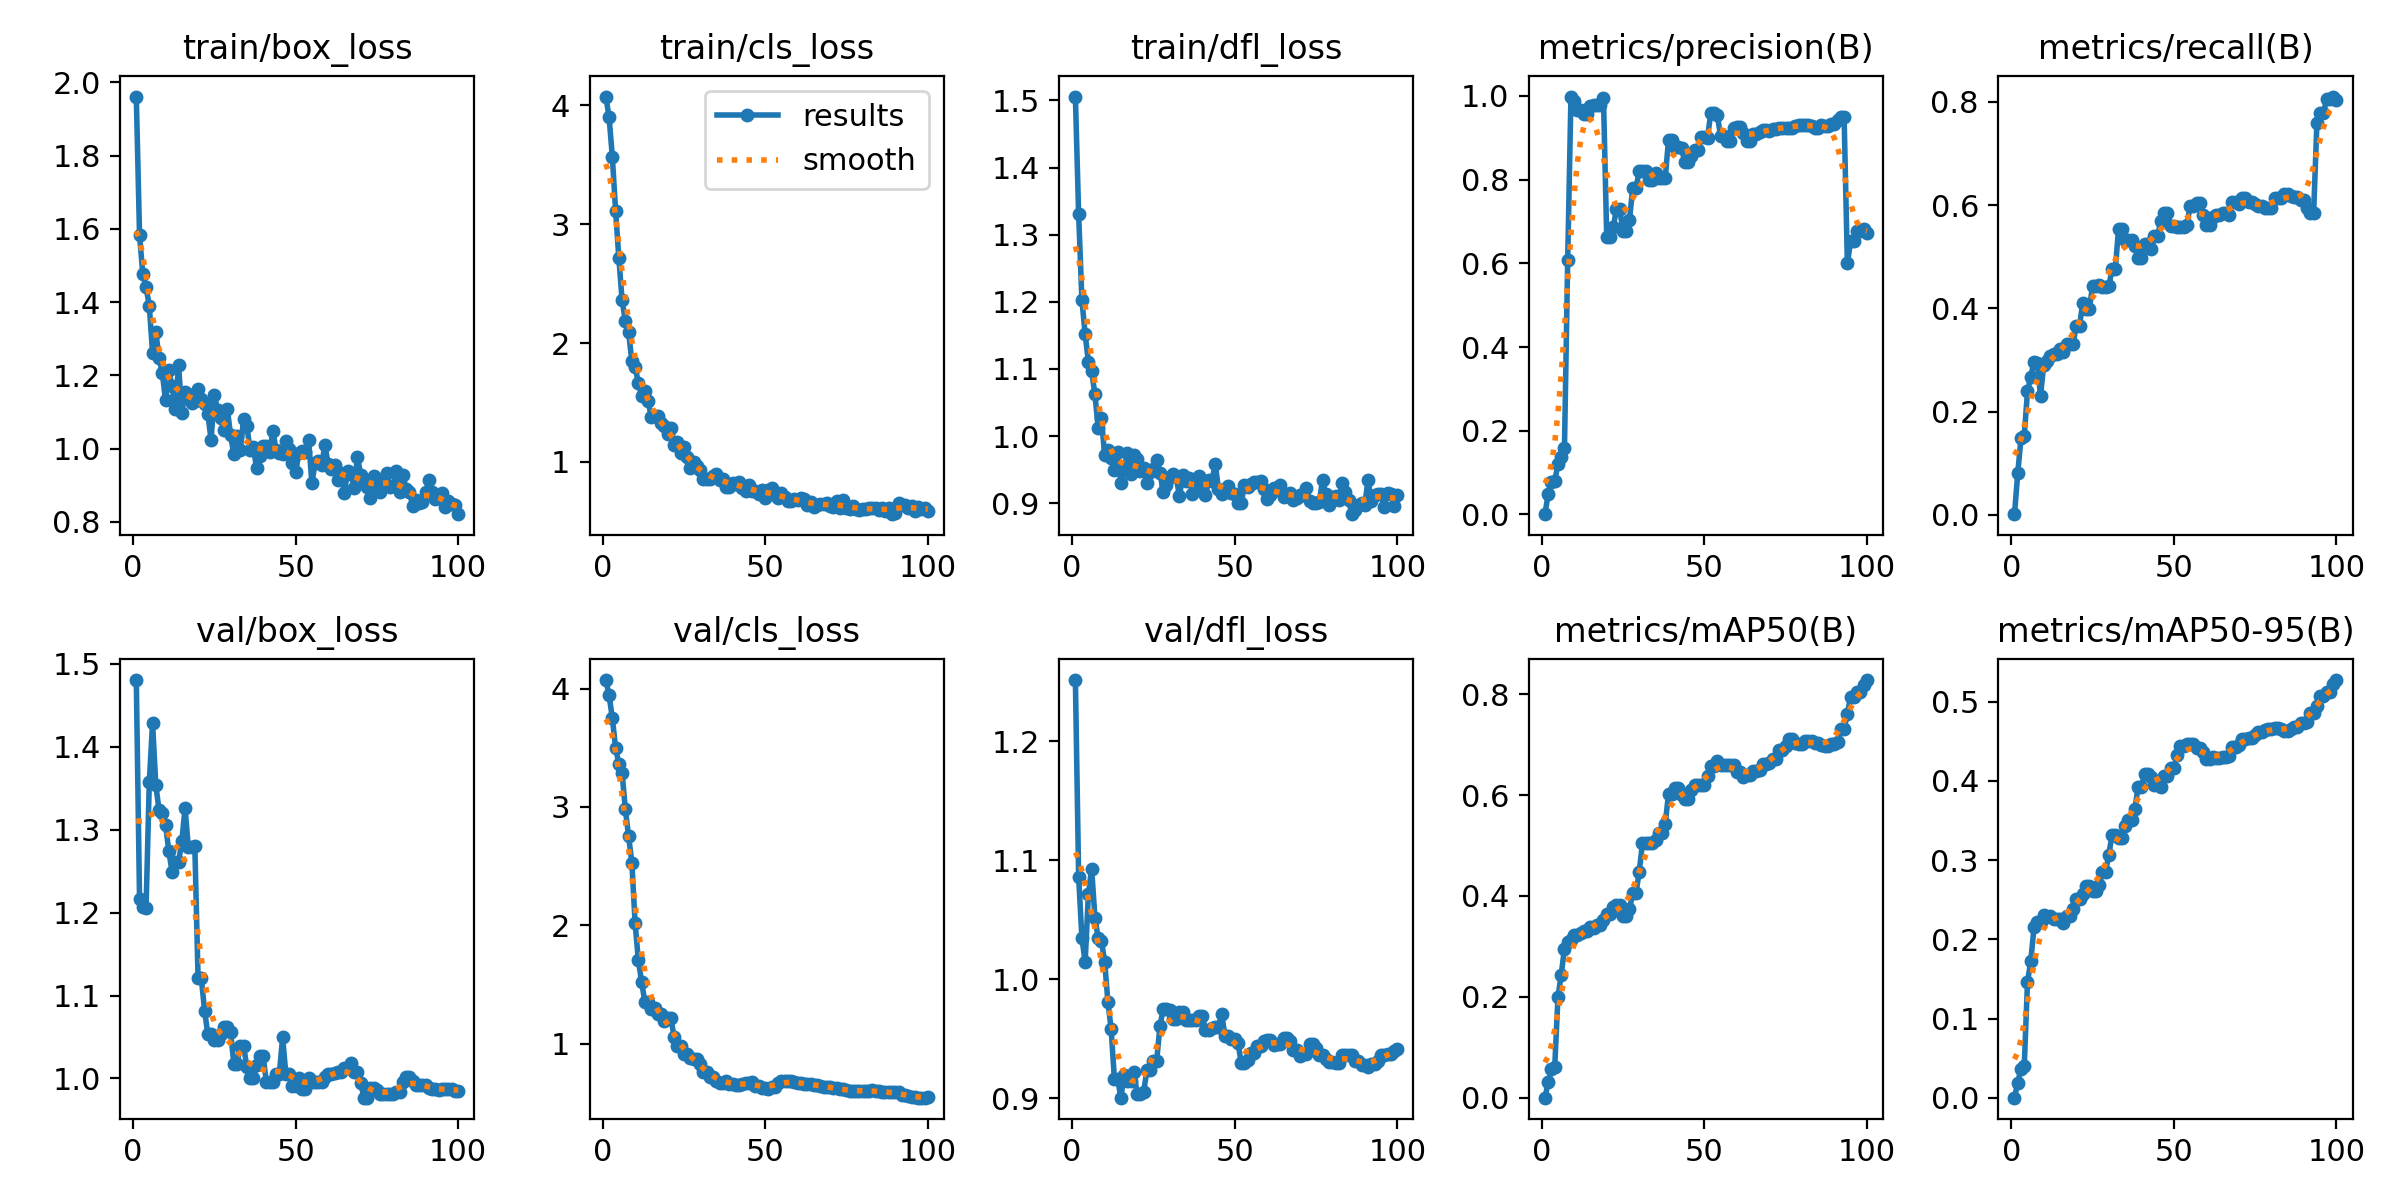 train/box_loss
2.0
1.8
1.6
1.4
1.2
1.0
0.8
0 50 100
train/cls_loss
results
smooth
4
3
2
1
0 50 100
train/dfl_loss
1.5
1.4
1.3
1.2
1.1
1.0
0.9
0 50 100
metrics/precision(B)
1.0
0.8
0.6
0.4
0.2
0.0
0 50 100
metrics/recall(B)
0.8
0.6
0.4
0.2
0.0
0 50 100
val/box_loss
1.5
1.4
1.3
1.2
1.1
1.0
0 50 100
val/cls_loss
4
3
2
1
0 50 100
val/dfl_loss
1.2
1.1
1.0
0.9
0 50 100
metrics/mAP50(B)
0.8
0.6
0.4
0.2
0.0
0 50 100
metrics/mAP50-95(B)
0.5
0.4
0.3
0.2
0.1
0.0
0 50 100